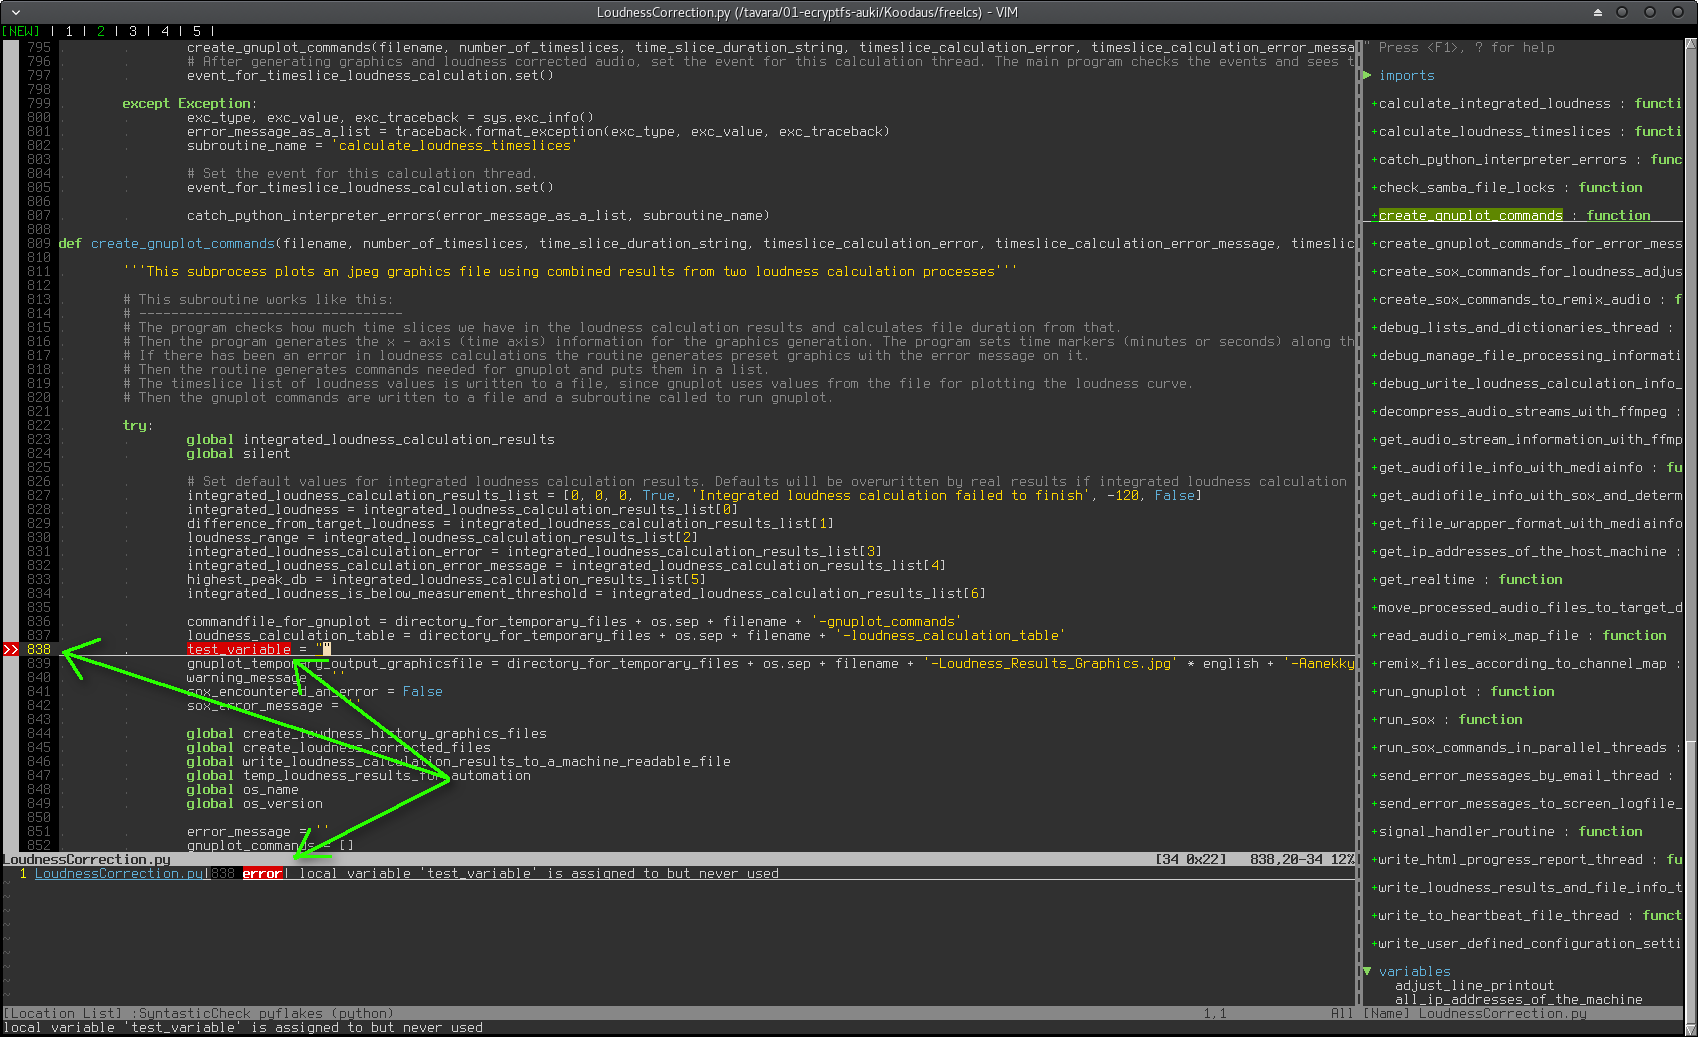 LoudnessCorrection.py (/tavara/01-ecryptfs-auki/Koodaus/freelcs) - VIM
[NEW] | 1 | 2 | 3 | 4 | 5 |
795 create_gnuplot_commands(filename, number_of_timeslices, time_slice_duration_string, timeslice_calculation_error, timeslice_calculation_error_messa
796 # After generating graphics and loudness corrected audio, set the event for this calculation thread. The main program checks the events and sees t
797 event_for_timeslice_loudness_calculation.set()
798
799 except Exception:
800 exc_type, exc_value, exc_traceback = sys.exc_info()
801 error_message_as_a_list = traceback.format_exception(exc_type, exc_value, exc_traceback)
802 subroutine_name = 'calculate_loudness_timeslices'
803
804 # Set the event for this calculation thread.
805 event_for_timeslice_loudness_calculation.set()
806
807 catch_python_interpreter_errors(error_message_as_a_list, subroutine_name)
808
809 def create_gnuplot_commands(filename, number_of_timeslices, time_slice_duration_string, timeslice_calculation_error, timeslice_calculation_error_message, timeslic
810
811 '''This subprocess plots an jpeg graphics file using combined results from two loudness calculation processes'''
812
813 # This subroutine works like this:
814 # ---------------------------------
815 # The program checks how much time slices we have in the loudness calculation results and calculates file duration from that.
816 # Then the program generates the x - axis (time axis) information for the graphics generation. The program sets time markers (minutes or seconds) along th
817 # If there has been an error in loudness calculations the routine generates preset graphics with the error message on it.
818 # Then the routine generates commands needed for gnuplot and puts them in a list.
819 # The timeslice list of loudness values is written to a file, since gnuplot uses values from the file for plotting the loudness curve.
820 # Then the gnuplot commands are written to a file and a subroutine called to run gnuplot.
821
822 try:
823 global integrated_loudness_calculation_results
824 global silent
825
826 # Set default values for integrated loudness calculation results. Defaults will be overwritten by real results if integrated loudness calculation
827 integrated_loudness_calculation_results_list = [0, 0, 0, True, 'Integrated loudness calculation failed to finish', -120, False]
828 integrated_loudness = integrated_loudness_calculation_results_list[0]
829 difference_from_target_loudness = integrated_loudness_calculation_results_list[1]
830 loudness_range = integrated_loudness_calculation_results_list[2]
831 integrated_loudness_calculation_error = integrated_loudness_calculation_results_list[3]
832 integrated_loudness_calculation_error_message = integrated_loudness_calculation_results_list[4]
833 highest_peak_db = integrated_loudness_calculation_results_list[5]
834 integrated_loudness_is_below_measurement_threshold = integrated_loudness_calculation_results_list[6]
835
836 commandfile_for_gnuplot = directory_for_temporary_files + os.sep + filename + '-gnuplot_commands'
837 loudness_calculation_table = directory_for_temporary_files + os.sep + filename + '-loudness_calculation_table'
>> 838 test_variable = ""
839 gnuplot_temporary_output_graphicsfile = directory_for_temporary_files + os.sep + filename + '-Loudness_Results_Graphics.jpg' * english + '-Aanekky
840 warning_message = ''
841 sox_encountered_an_error = False
842 sox_error_message = ''
843
844 global create_loudness_history_graphics_files
845 global create_loudness_corrected_files
846 global write_loudness_calculation_results_to_a_machine_readable_file
847 global temp_loudness_results_for_automation
848 global os_name
849 global os_version
850
851 error_message = ''
852 gnuplot_commands = []
LoudnessCorrection.py [34 0x22] 838,20-34 12%
1 LoudnessCorrection.py|838 error| local variable 'test_variable' is assigned to but never used
[Location List] :SyntasticCheck pyflakes (python) 1,1 All
local variable 'test_variable' is assigned to but never used
" Press <F1>, ? for help
▶ imports
+calculate_integrated_loudness : functi
+calculate_loudness_timeslices : functi
+catch_python_interpreter_errors : func
+check_samba_file_locks : function
+create_gnuplot_commands : function
+create_gnuplot_commands_for_error_mess
+create_sox_commands_for_loudness_adjus
+create_sox_commands_to_remix_audio : f
+debug_lists_and_dictionaries_thread :
+debug_manage_file_processing_informati
+debug_write_loudness_calculation_info_
+decompress_audio_streams_with_ffmpeg :
+get_audio_stream_information_with_ffmp
+get_audiofile_info_with_mediainfo : fu
+get_audiofile_info_with_sox_and_determ
+get_file_wrapper_format_with_mediainfo
+get_ip_addresses_of_the_host_machine :
+get_realtime : function
+move_processed_audio_files_to_target_d
+read_audio_remix_map_file : function
+remix_files_according_to_channel_map :
+run_gnuplot : function
+run_sox : function
+run_sox_commands_in_parallel_threads :
+send_error_messages_by_email_thread :
+send_error_messages_to_screen_logfile_
+signal_handler_routine : function
+write_html_progress_report_thread : fu
+write_loudness_results_and_file_info_t
+write_to_heartbeat_file_thread : funct
+write_user_defined_configuration_setti
▼ variables
adjust_line_printout
all_ip_addresses_of_the_machine
[Name] LoudnessCorrection.py